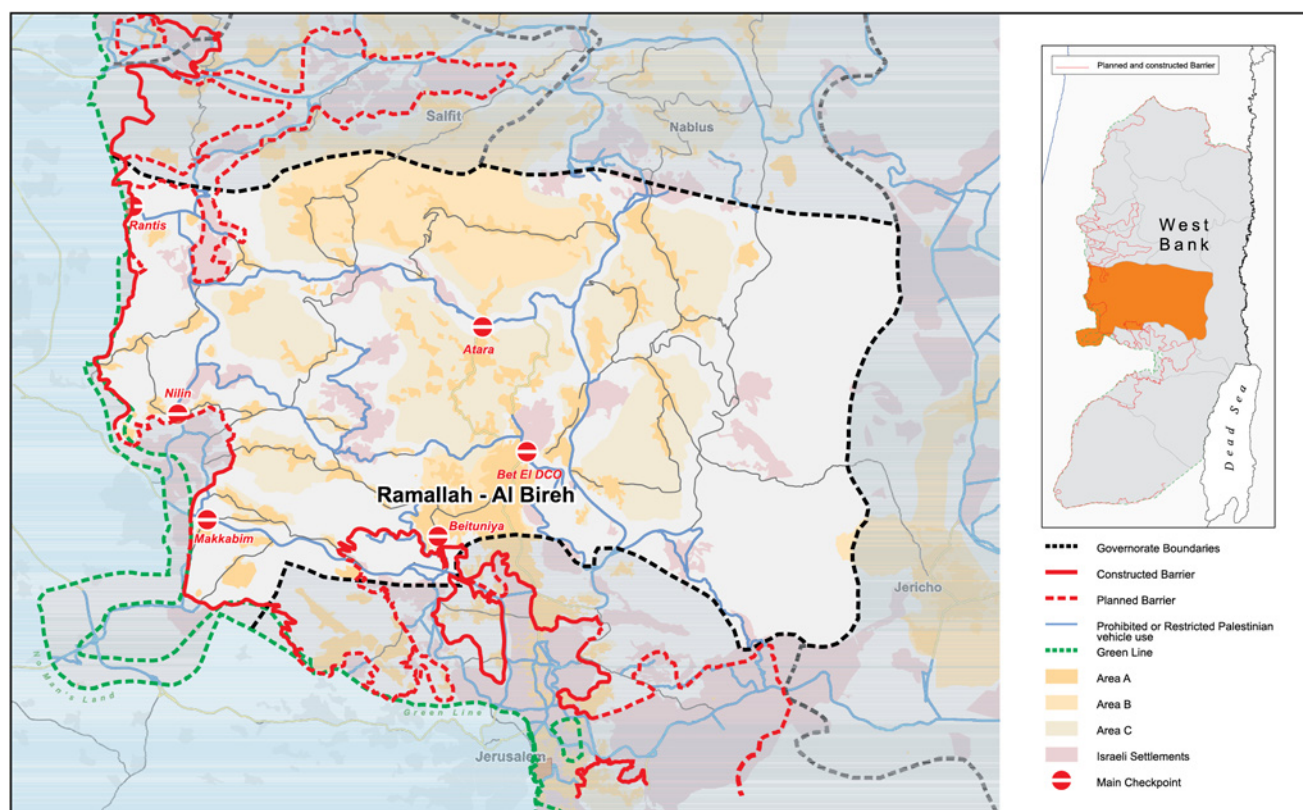 Salfit
Nablus
Rantis
Atara
Nilin
Bet El DCO
Ramallah - Al Bireh
Makkabim
Beituniya
Jericho
No Man's Land
Green Line
Jerusalem
Planned and constructed Barrier
West
Bank
Dead Sea
Governorate Boundaries
Constructed Barrier
Planned Barrier
Prohibited or Restricted Palestinian
vehicle use
Green Line
Area A
Area B
Area C
Israeli Settlements
Main Checkpoint